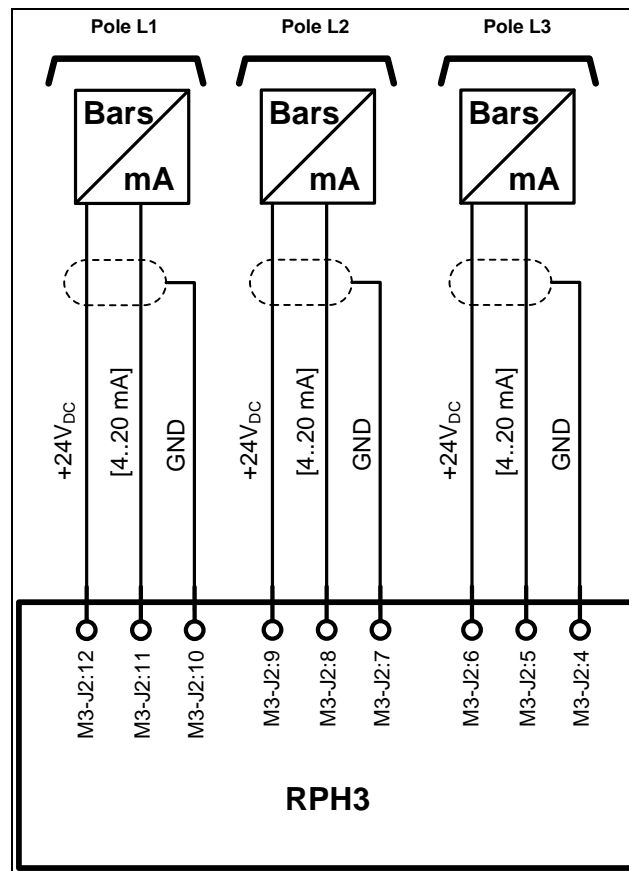 Pole L1 Pole L2 Pole L3
Bars Bars Bars
mA mA mA
+24VDC [4..20 mA] GND +24VDC [4..20 mA] GND +24VDC [4..20 mA] GND
M3-J2:12 M3-J2:11 M3-J2:10 M3-J2:9 M3-J2:8 M3-J2:7 M3-J2:6 M3-J2:5 M3-J2:4
RPH3